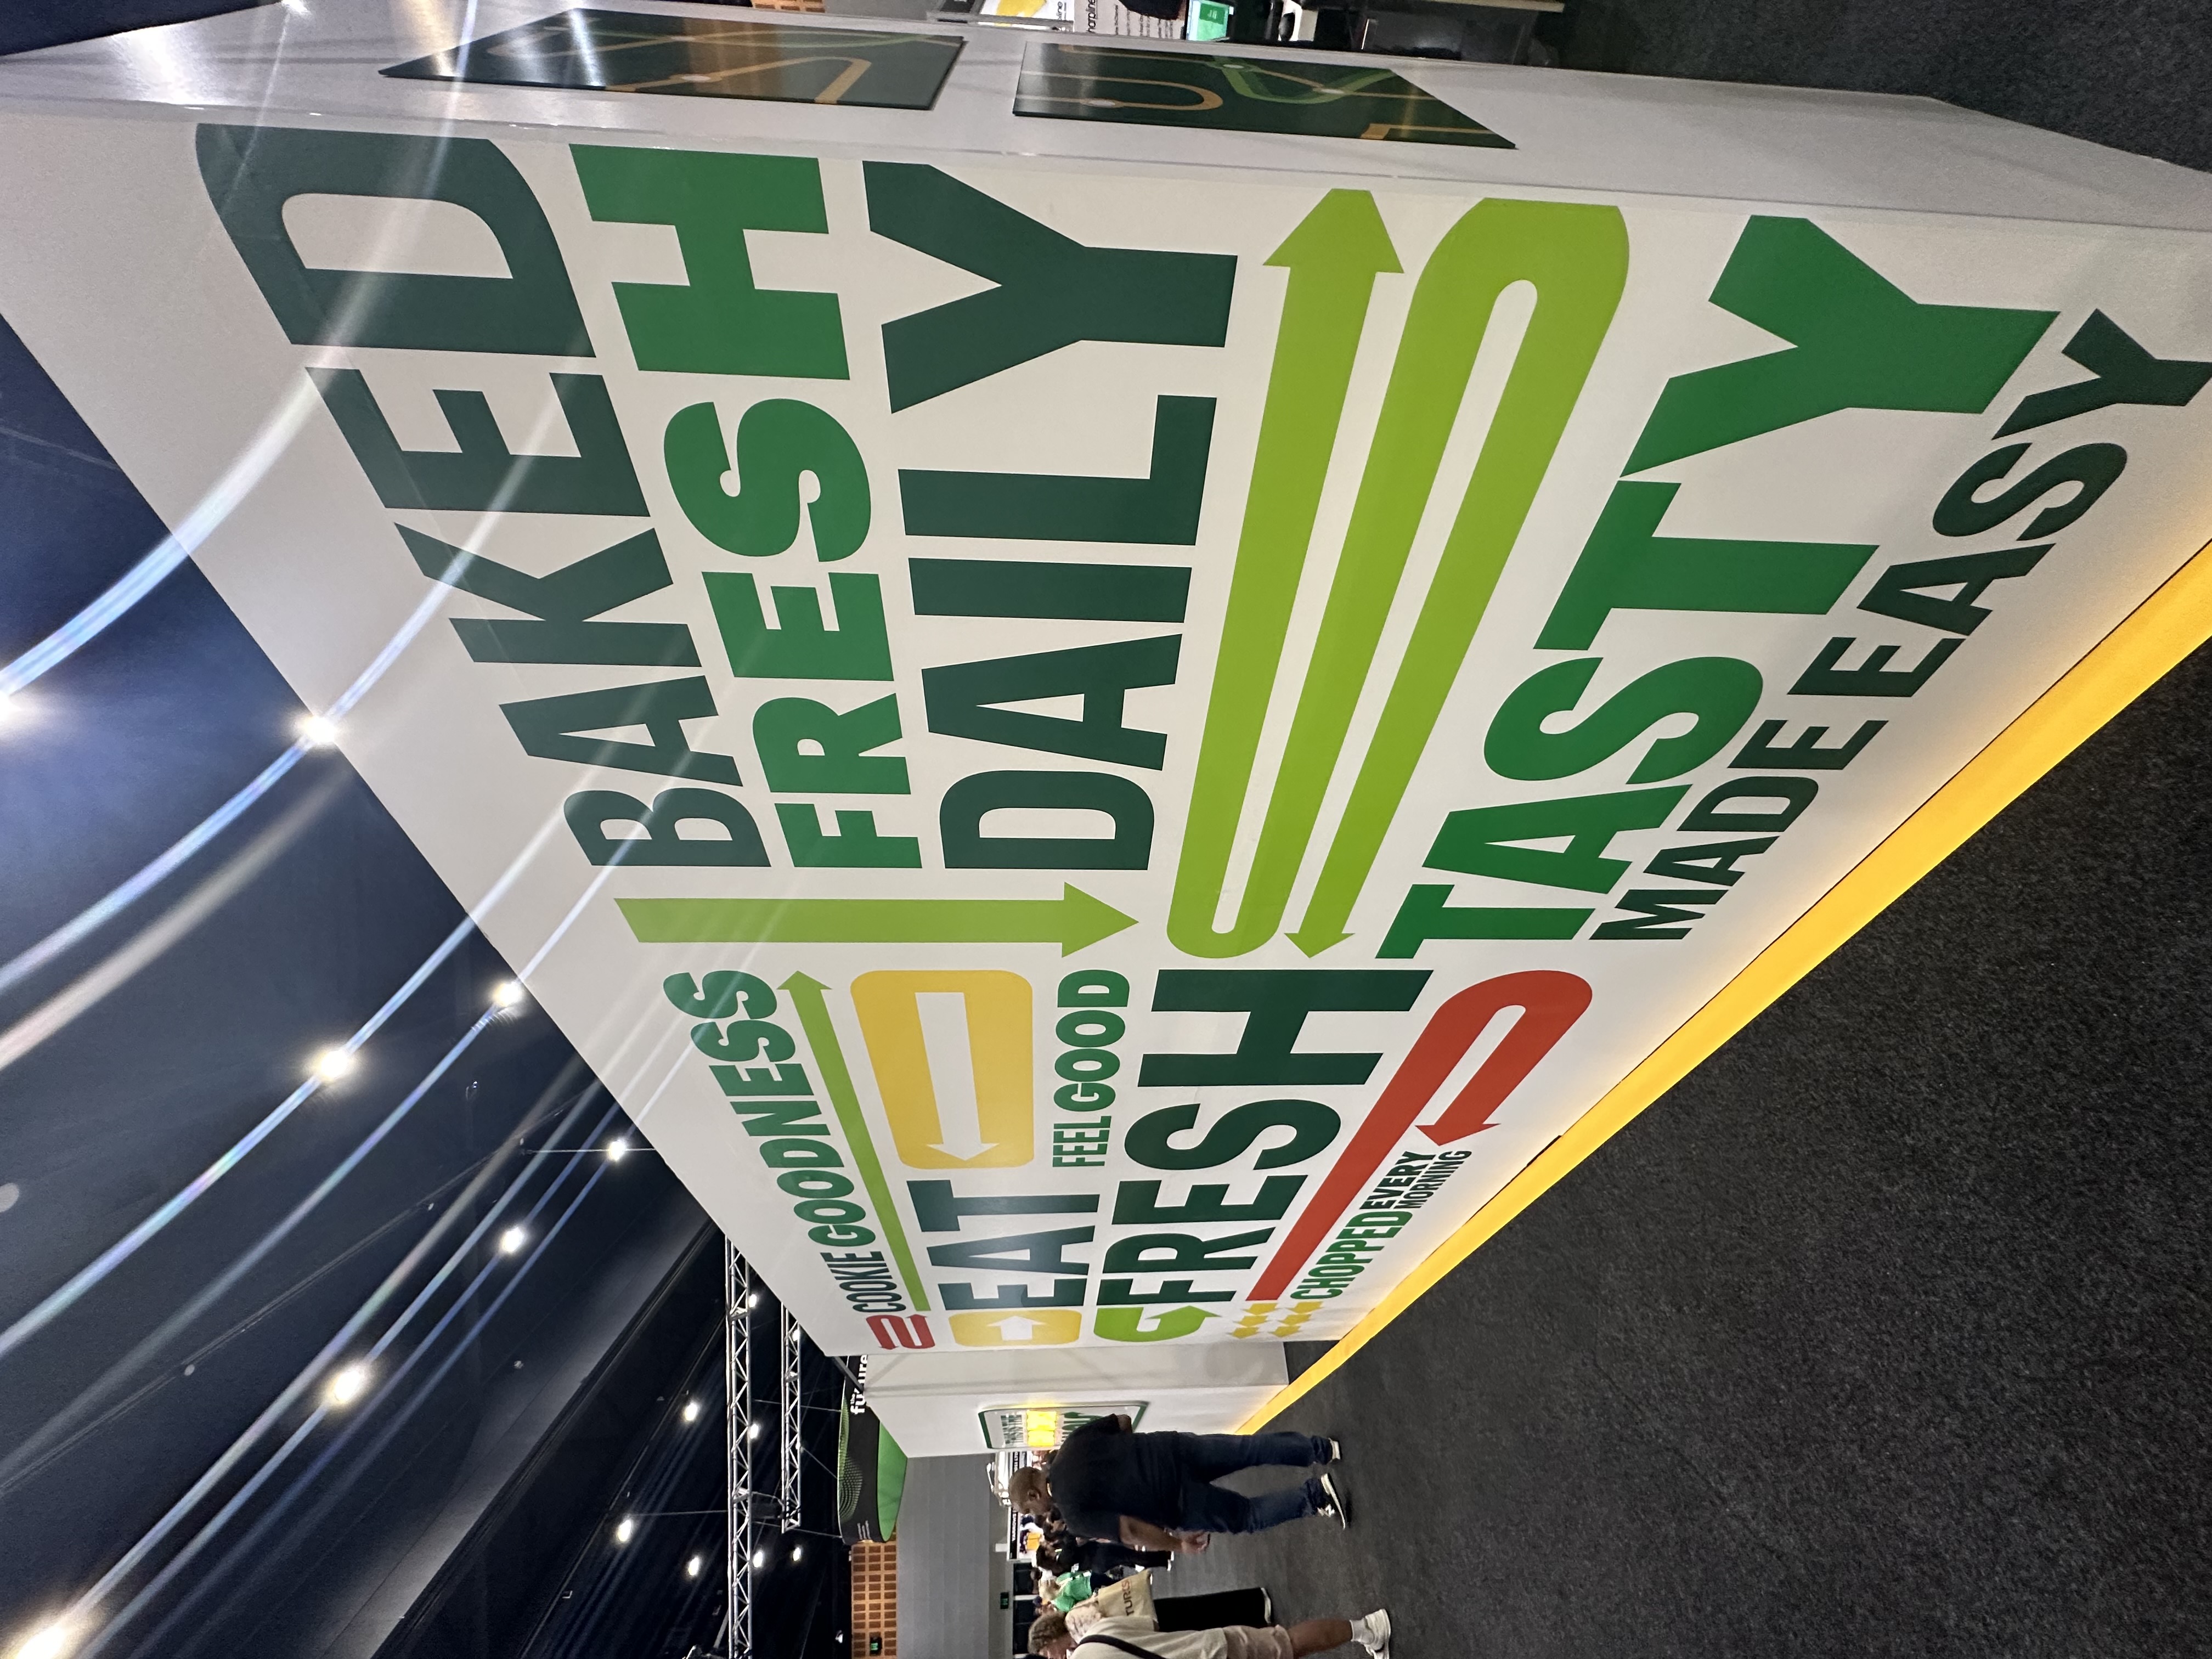 COOKIE GOODNESS
EAT
FEEL GOOD
FRESH
CHOPPED EVERY
MORNING
BAKED
FRESH
DAILY
TASTY
MADE EASY